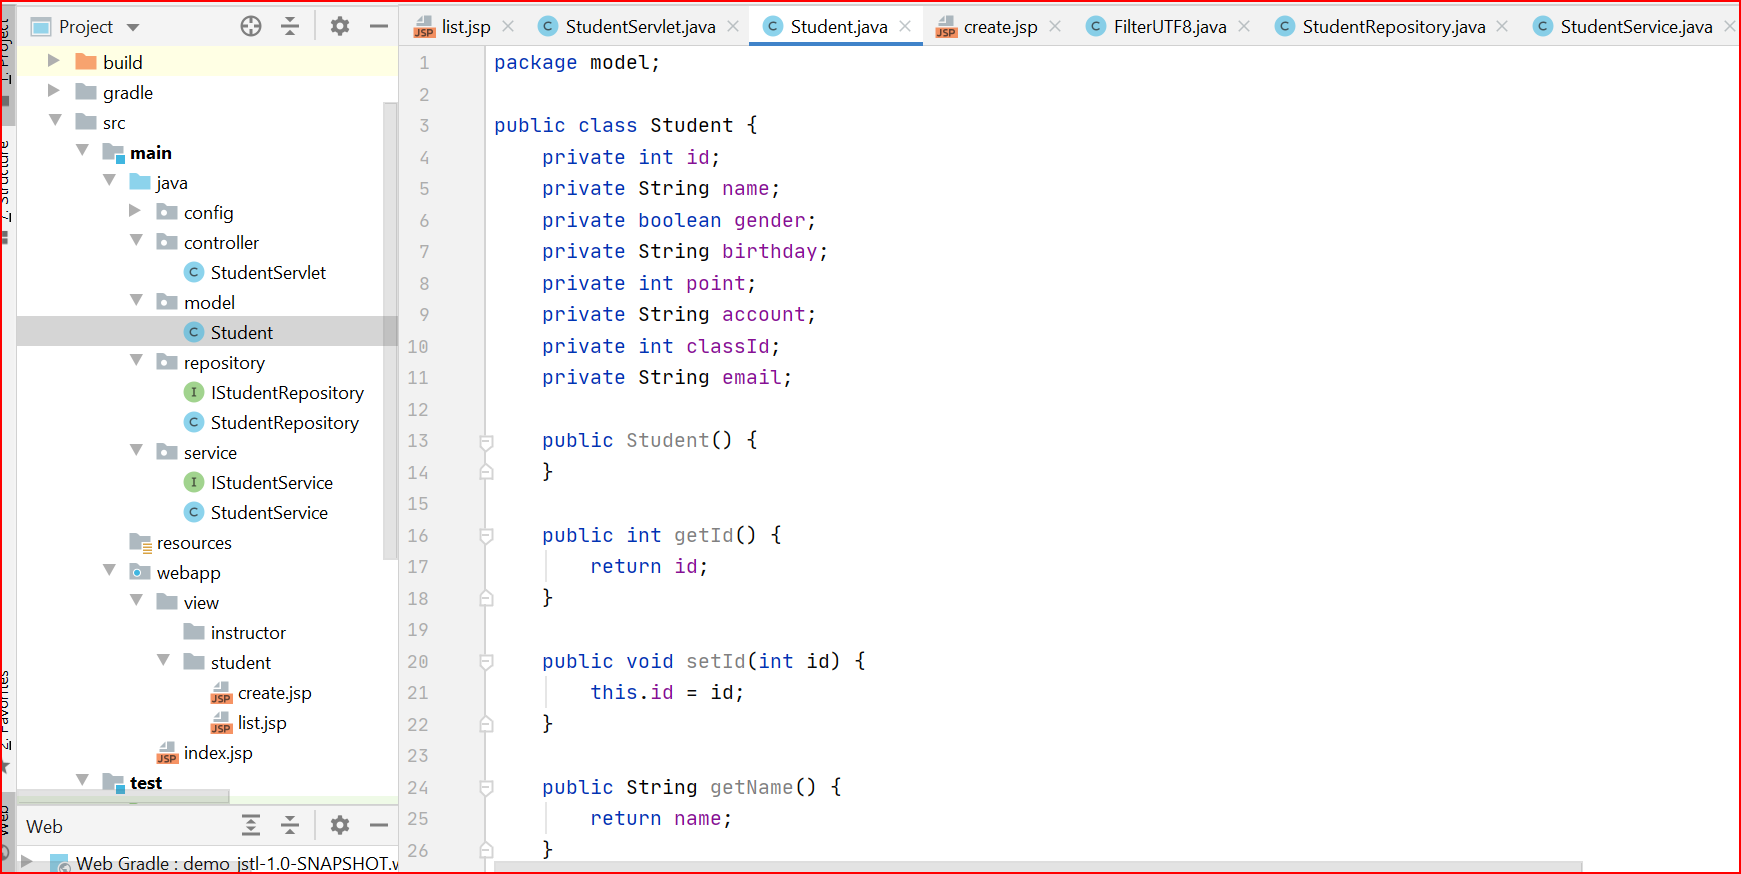 Project
list.jsp
StudentServlet.java
Student.java
create.jsp
FilterUTF8.java
StudentRepository.java
StudentService.java
1: Project
7: Structure
2: Favorites
Web
build
gradle
src
main
java
config
controller
StudentServlet
model
Student
repository
IStudentRepository
StudentRepository
service
IStudentService
StudentService
resources
webapp
view
instructor
student
create.jsp
list.jsp
index.jsp
test
Web
Web Gradle : demo_jstl-1.0-SNAPSHOT.w
1 package model;
2
3 public class Student {
4     private int id;
5     private String name;
6     private boolean gender;
7     private String birthday;
8     private int point;
9     private String account;
10     private int classId;
11     private String email;
12
13     public Student() {
14     }
15
16     public int getId() {
17         return id;
18     }
19
20     public void setId(int id) {
21         this.id = id;
22     }
23
24     public String getName() {
25         return name;
26     }